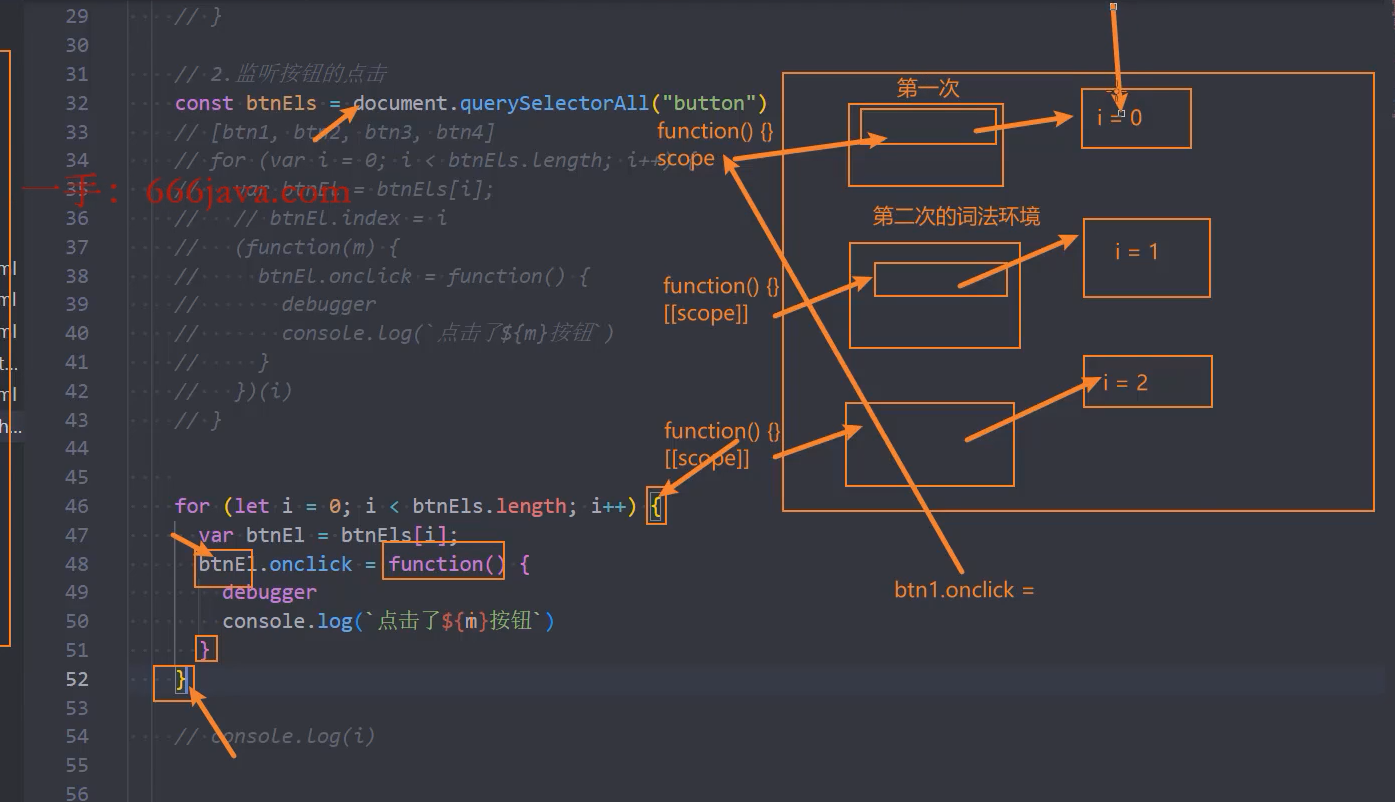 29 // }
30
31 // 2.监听按钮的点击
32 const btnEls = document.querySelectorAll("button")
33 // [btn1, btn2, btn3, btn4]
34 // for (var i = 0; i < btnEls.length; i++) {
35 // var btnEl = btnEls[i];
一手：666java.com
36 // // btnEl.index = i
37 // (function(m) {
38 // btnEl.onclick = function() {
39 // debugger
40 // console.log(`点击了${m}按钮`)
41 // }
42 // })(i)
43 // }
44
45
46 for (let i = 0; i < btnEls.length; i++) {
47 var btnEl = btnEls[i];
48 btnEl.onclick = function() {
49 debugger
50 console.log(`点击了${m}按钮`)
51 }
52 }
53
54 // console.log(i)
55
56
ml
ml
ml
t...
ml
h...
第一次
function() {}
scope
i = 0
第二次的词法环境
function() {}
[[scope]]
i = 1
function() {}
[[scope]]
i = 2
btn1.onclick =